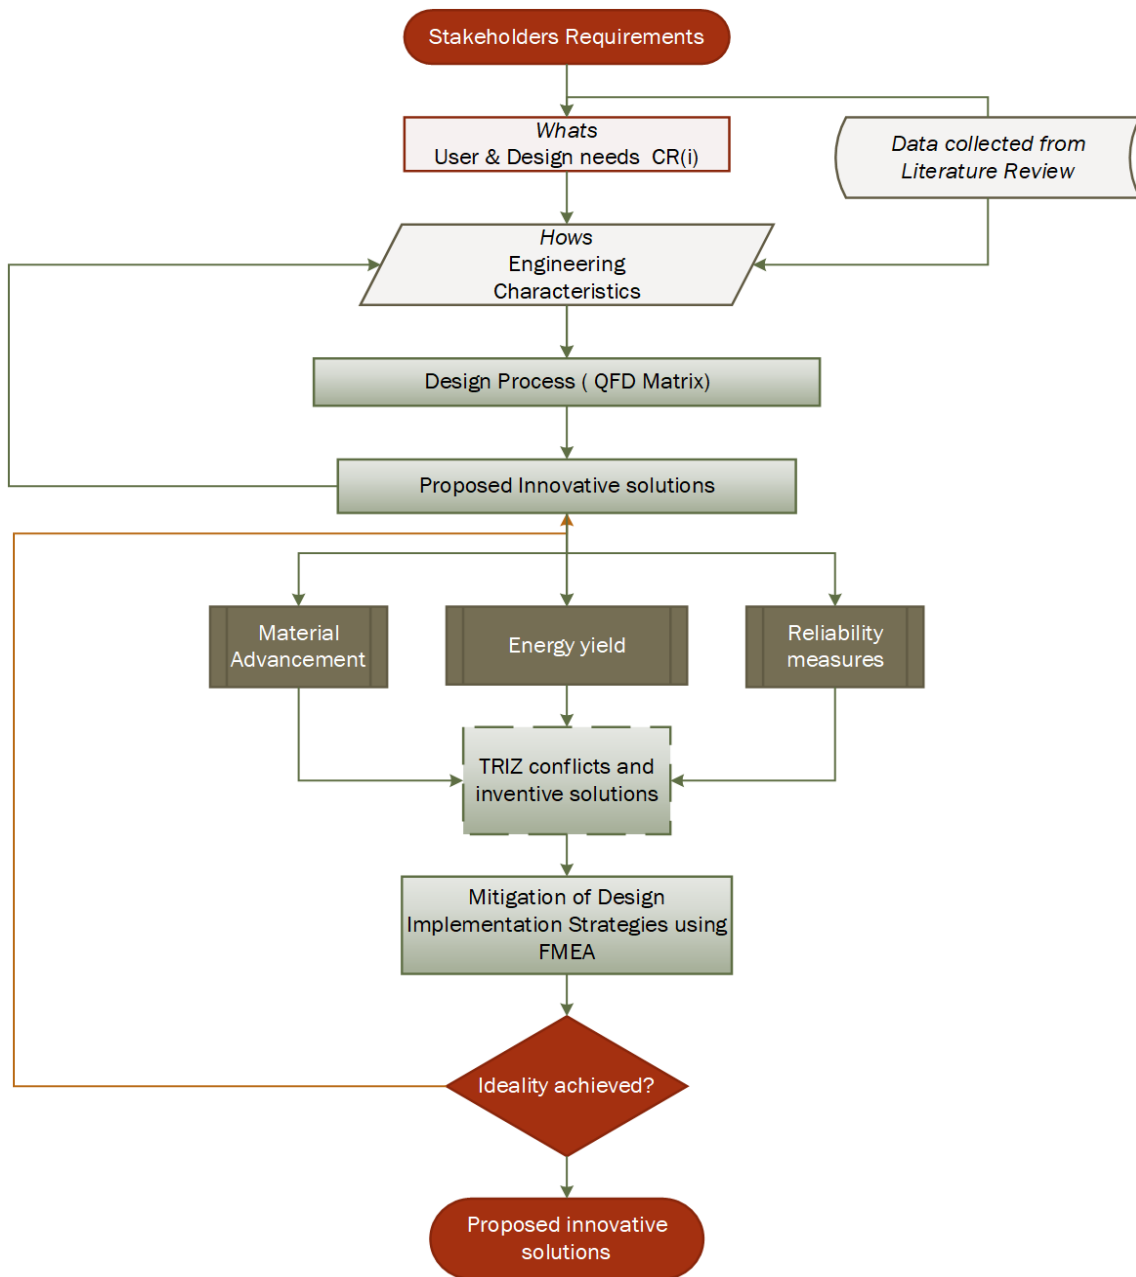 Stakeholders Requirements
Whats
User & Design needs CR(i)
Data collected from
Literature Review
Hows
Engineering
Characteristics
Design Process ( QFD Matrix)
Proposed Innovative solutions
Material
Advancement
Energy yield
Reliability
measures
TRIZ conflicts and
inventive solutions
Mitigation of Design
Implementation Strategies using
FMEA
Ideality achieved?
Proposed innovative
solutions